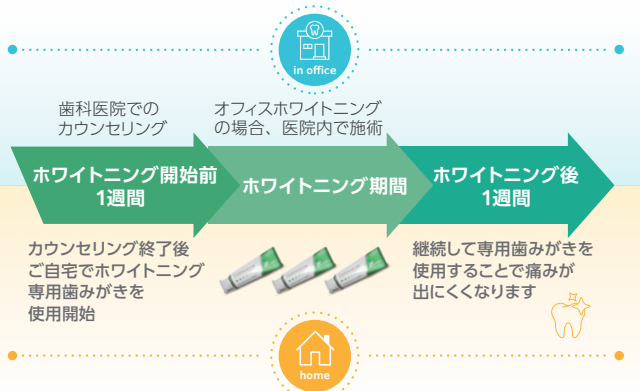 W
in office
歯科医院での
カウンセリング
オフィスホワイトニング
の場合、医院内で施術
ホワイトニング開始前
1週間
ホワイトニング期間
ホワイトニング後
1週間
カウンセリング終了後
ご自宅でホワイトニング
専用歯みがきを
使用開始
継続して専用歯みがきを
使用することで痛みが
出にくくなります
home